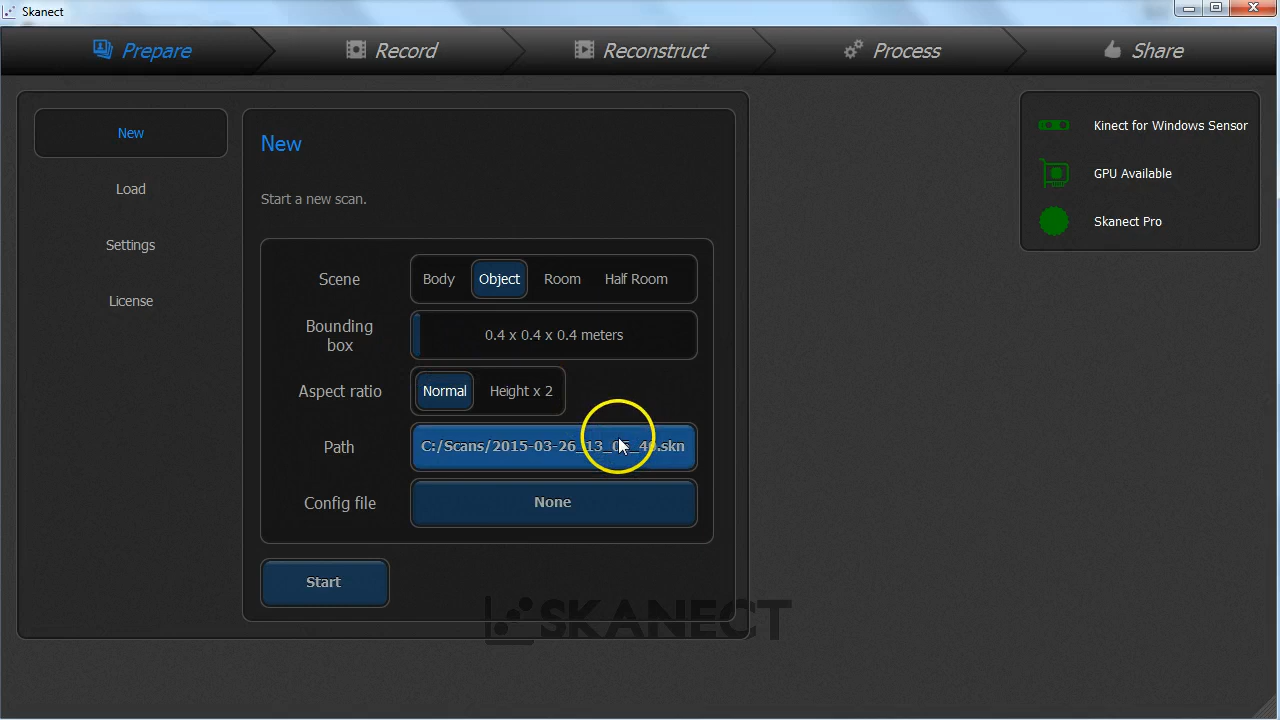 Skanect
Prepare
Record
Reconstruct
Process
Share
New
Load
Settings
License
New
Start a new scan.
Scene
Body
Object
Room
Half Room
Bounding
box
0.4 x 0.4 x 0.4 meters
Aspect ratio
Normal
Height x 2
Path
Config file
None
Start
SKANECT
Kinect for Windows Sensor
GPU Available
Skanect Pro